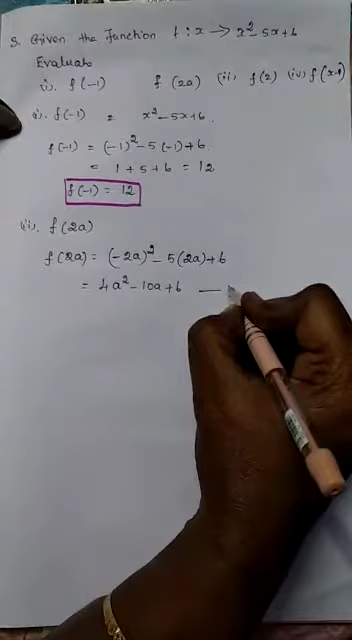 5. Given the Function f : x → x² - 5x + 6
Evaluate
(i). f(-1) f (2a) (ii) f(2) (iv) f(x-1)
(i). f(-1) = x² - 5x + 6.
f(-1) = (-1)² - 5(-1) + 6.
= 1 + 5 + 6 = 12
f(-1) = 12
(ii). f(2a)
f(2a) = (-2a)² - 5(2a) + 6
= 4a² - 10a + 6 —